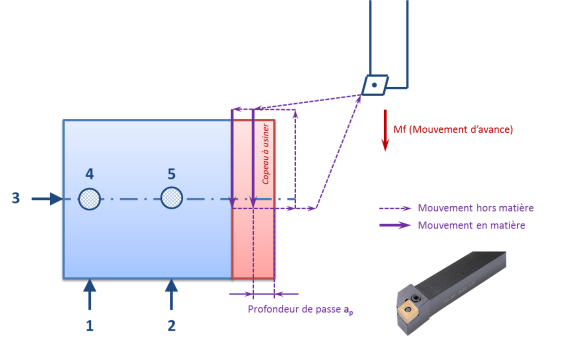 4
5
Copeau à usiner
Mf (Mouvement d'avance)
3
Mouvement hors matière
Mouvement en matière
Profondeur de passe ap
1
2